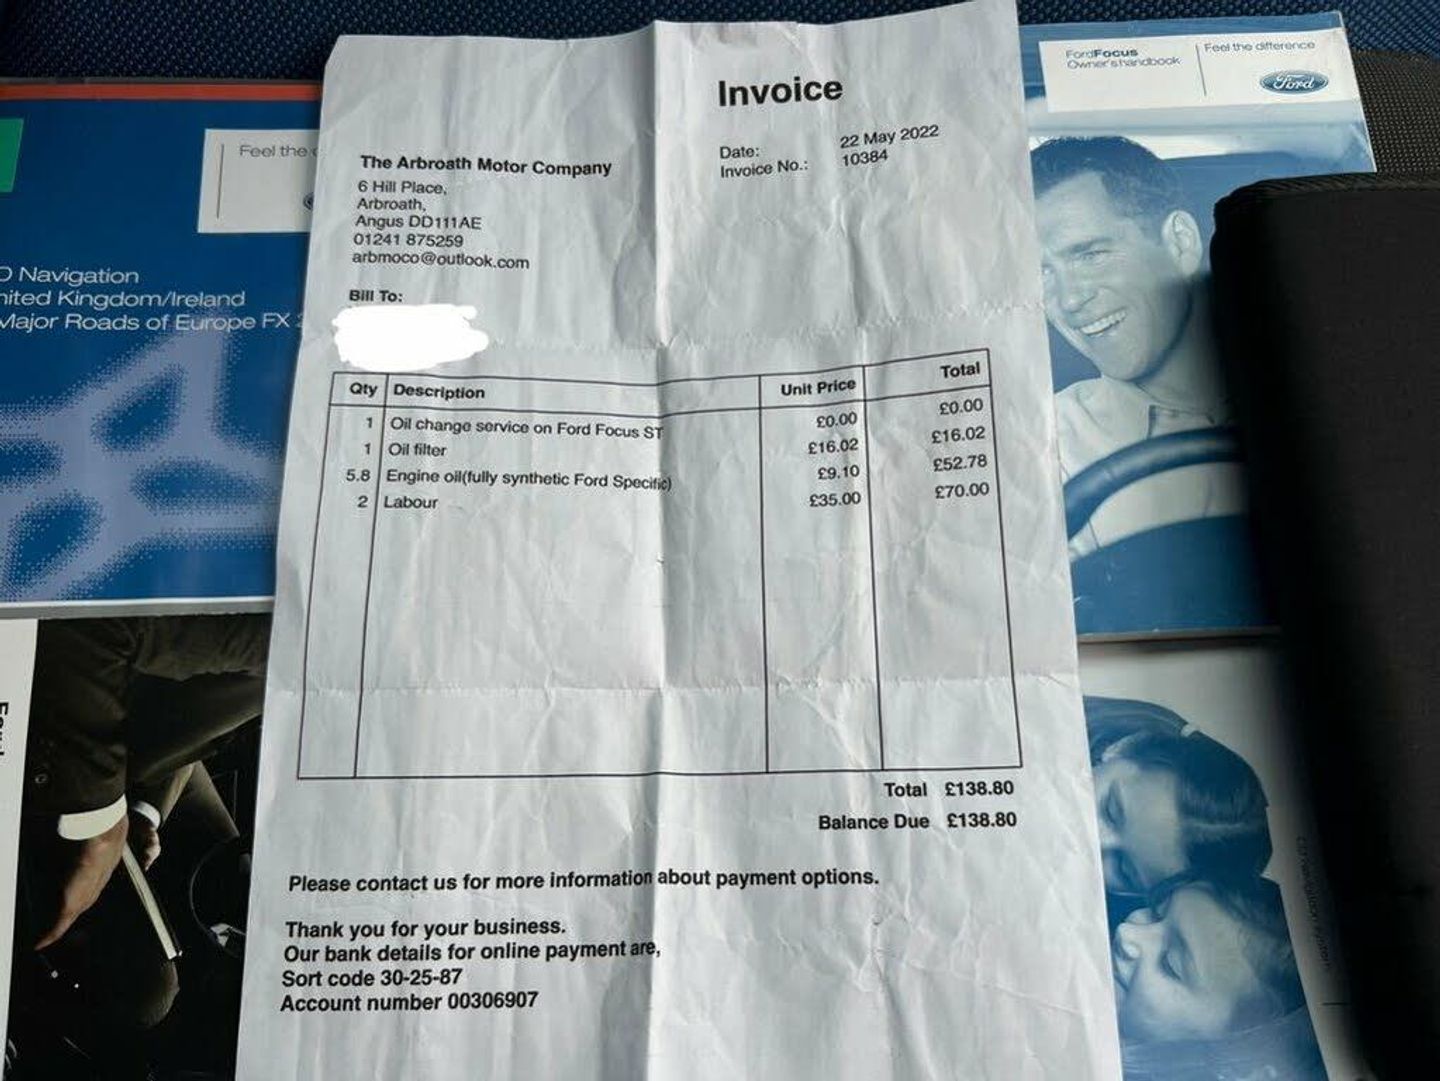 Invoice
Date: 22 May 2022
Invoice No.: 10384
The Arbroath Motor Company
6 Hill Place,
Arbroath,
Angus DD111AE
01241 875259
arbmoco@outlook.com
Bill To:
Qty Description Unit Price Total
1 Oil change service on Ford Focus ST £0.00 £0.00
1 Oil filter £16.02 £16.02
5.8 Engine oil(fully synthetic Ford Specific) £9.10 £52.78
2 Labour £35.00 £70.00
Total £138.80
Balance Due £138.80
Please contact us for more information about payment options.
Thank you for your business.
Our bank details for online payment are,
Sort code 30-25-87
Account number 00306907
Feel the
Navigation
United Kingdom/Ireland
Major Roads of Europe FX
FordFocus
Owner's handbook
Feel the difference
Ford